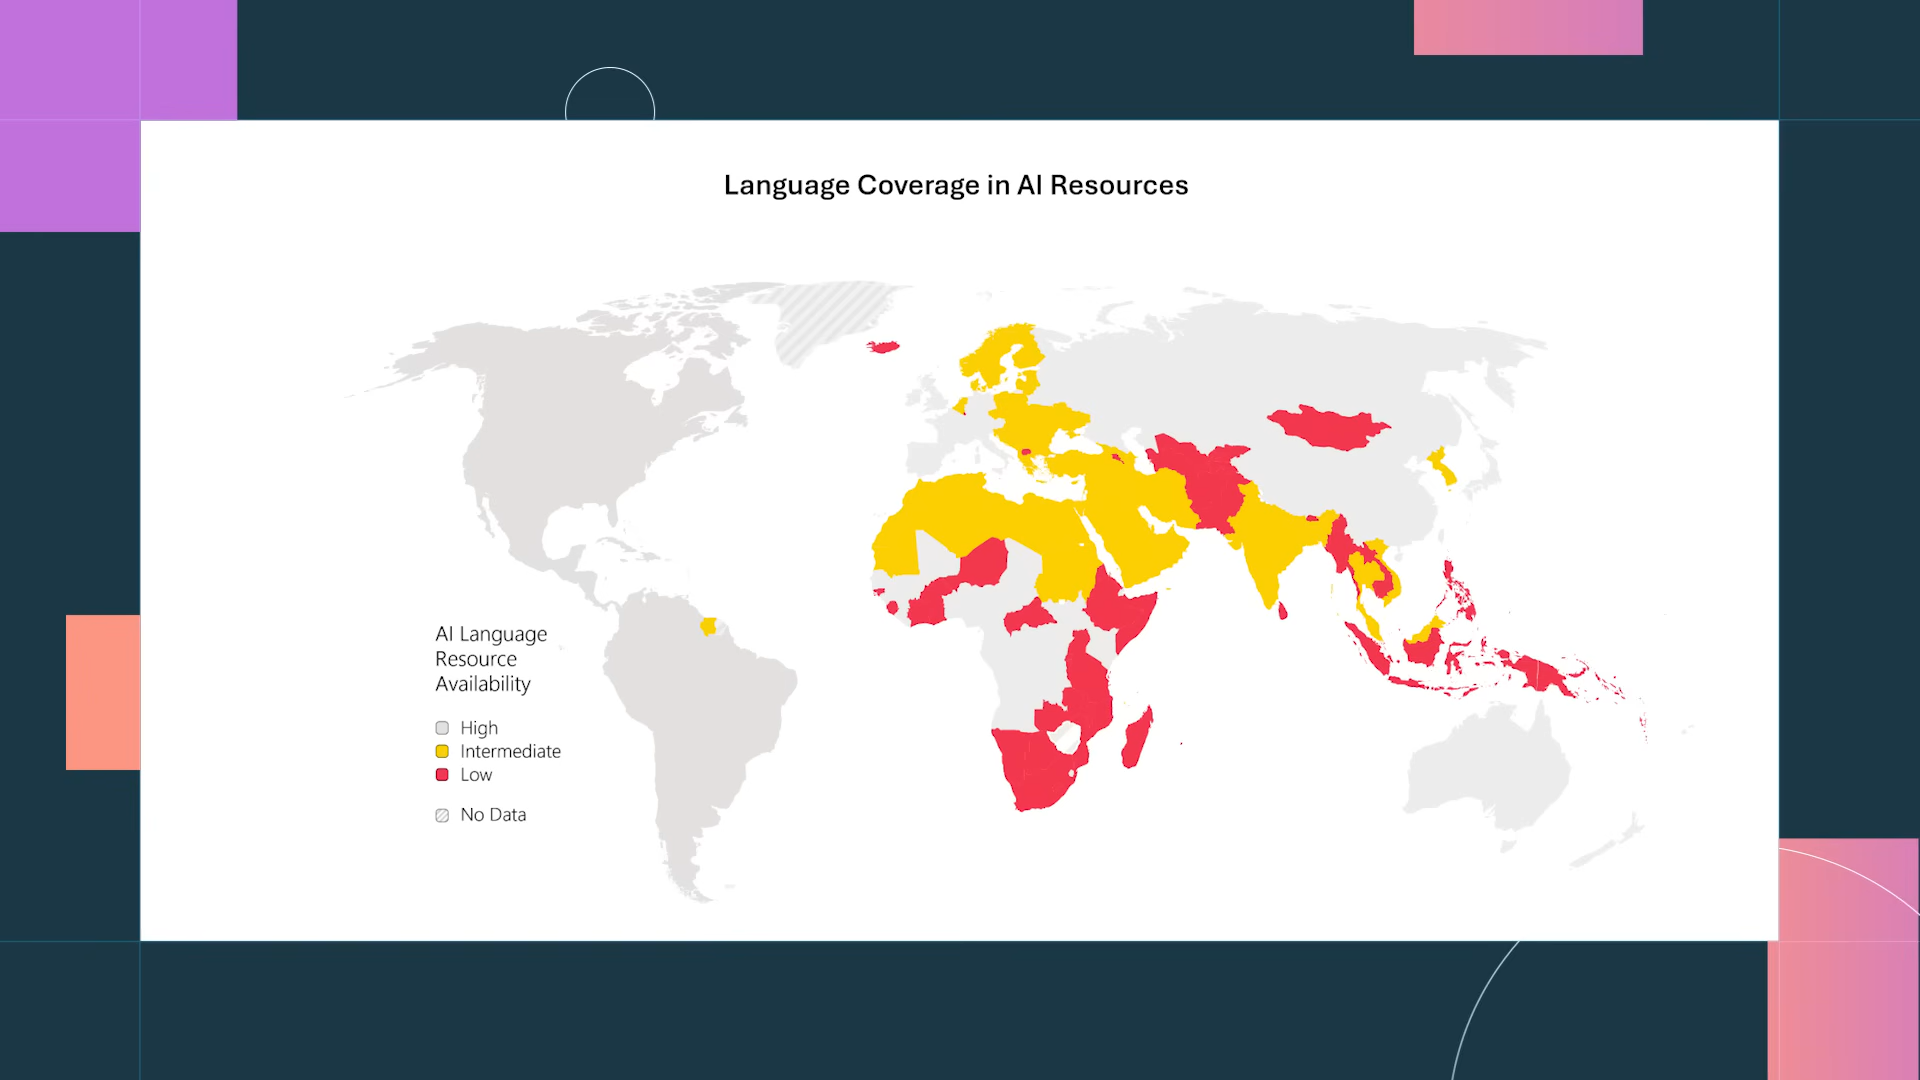 Language Coverage in AI Resources
AI Language
Resource
Availability
High
Intermediate
Low
No Data